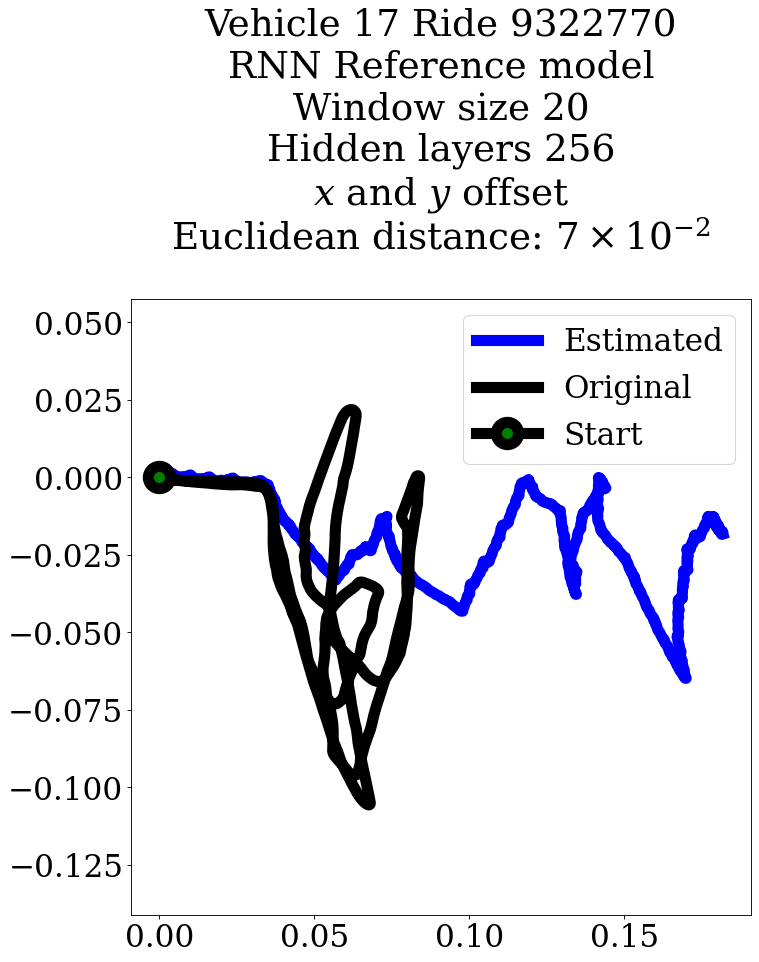 Vehicle 17 Ride 9322770
RNN Reference model
Window size 20
Hidden layers 256
x and y offset
Euclidean distance: 7 × 10⁻²
Estimated
Original
Start
0.050
0.025
0.000
−0.025
−0.050
−0.075
−0.100
−0.125
0.00 0.05 0.10 0.15